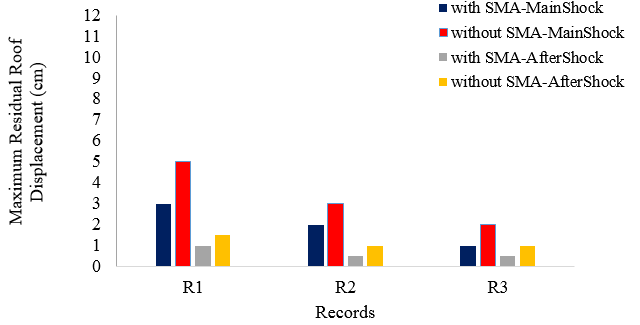 Maximum Residual Roof
Displacement (cm)
12
11
10
9
8
7
6
5
4
3
2
1
0
with SMA-MainShock
without SMA-MainShock
with SMA-AfterShock
without SMA-AfterShock
R1 R2 R3
Records